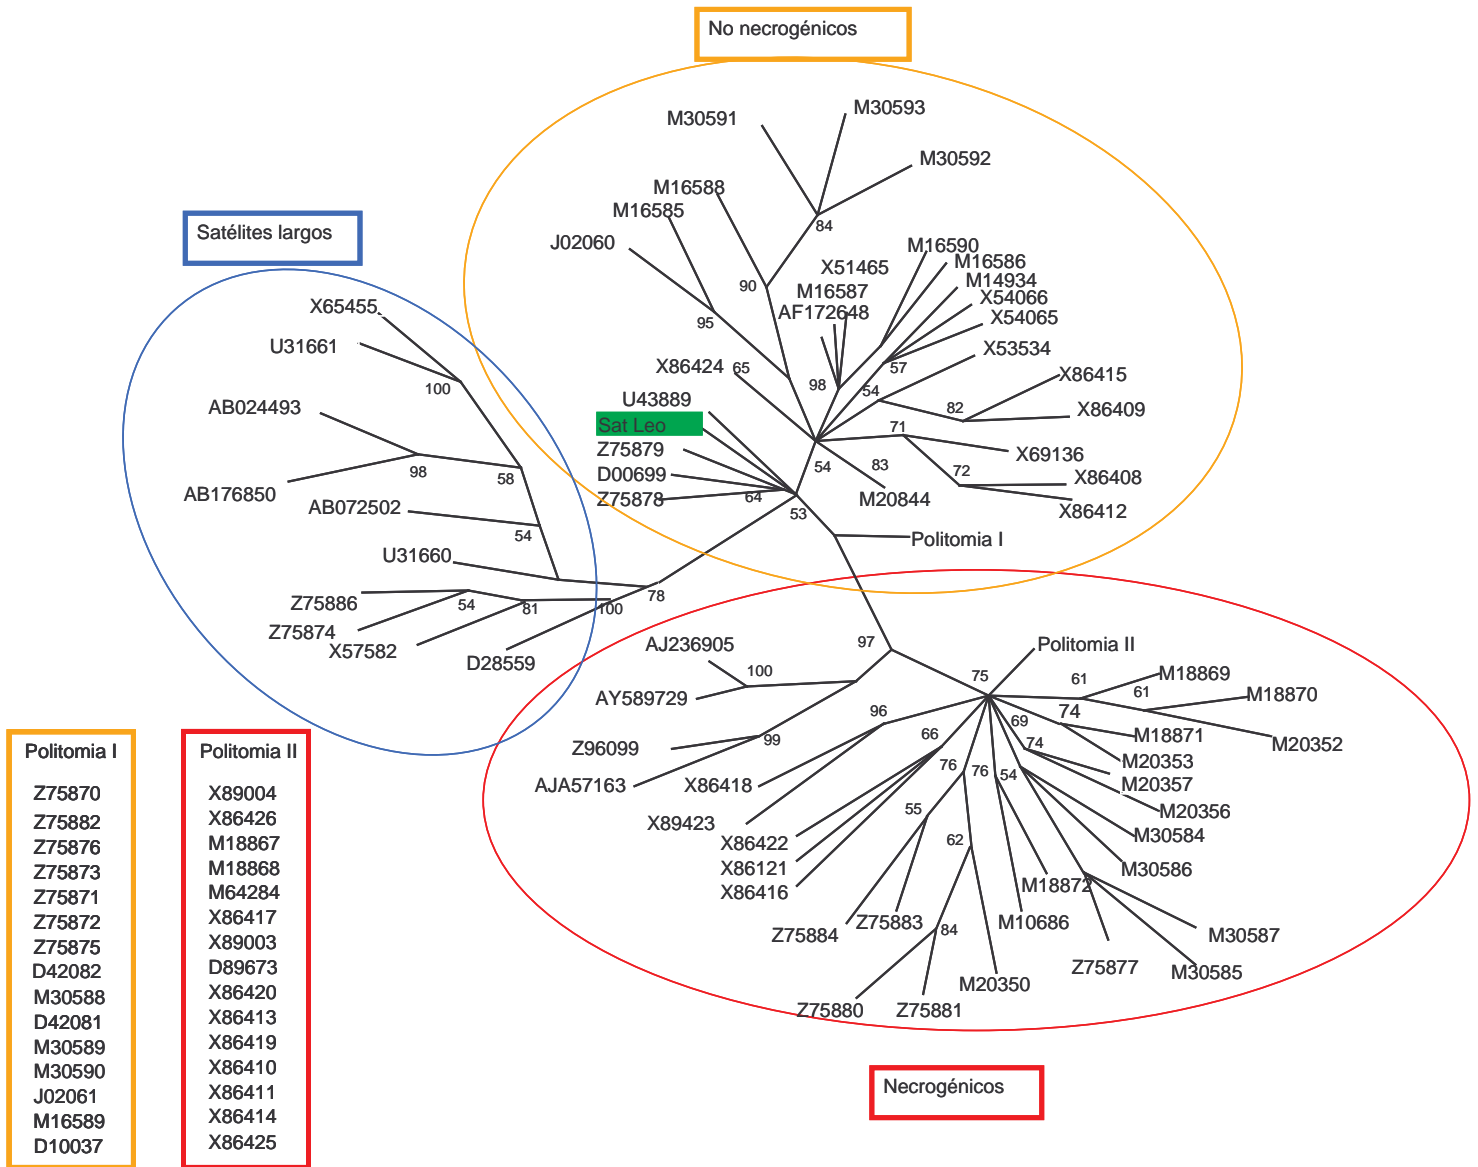 No necrogénicos
M30591
M30593
M30592
M16588
M16585
J02060
84
90
95
M16590
M16586
M14934
X54066
X54065
X53534
X51465
M16587
AF172648
X86424
65
98
57
54
X86415
X86409
82
71
X69136
72
X86408
X86412
83
M20844
54
U43889
Sat Leo
Z75879
D00699
Z75878
64
53
Politomia I
Satélites largos
X65455
U31661
100
AB024493
AB176850
98
58
AB072502
54
U31660
Z75886
Z75874
X57582
54
81
100
78
D28559
97
AJ236905
100
AY589729
Z96099
AJA57163
99
75
Politomia II
61
M18869
61
M18870
M20352
74
M18871
M20353
69
74
M20357
M20356
54
M30584
M30586
M30587
M30585
Z75877
96
X86418
X89423
66
X86422
X86121
X86416
76
55
Z75884
Z75883
62
84
Z75880
Z75881
M20350
76
M18872
M10686
Necrogénicos
Politomia I
Z75870
Z75882
Z75876
Z75873
Z75871
Z75872
Z75875
D42082
M30588
D42081
M30589
M30590
J02061
M16589
D10037
Politomia II
X89004
X86426
M18867
M18868
M64284
X86417
X89003
D89673
X86420
X86413
X86419
X86410
X86411
X86414
X86425